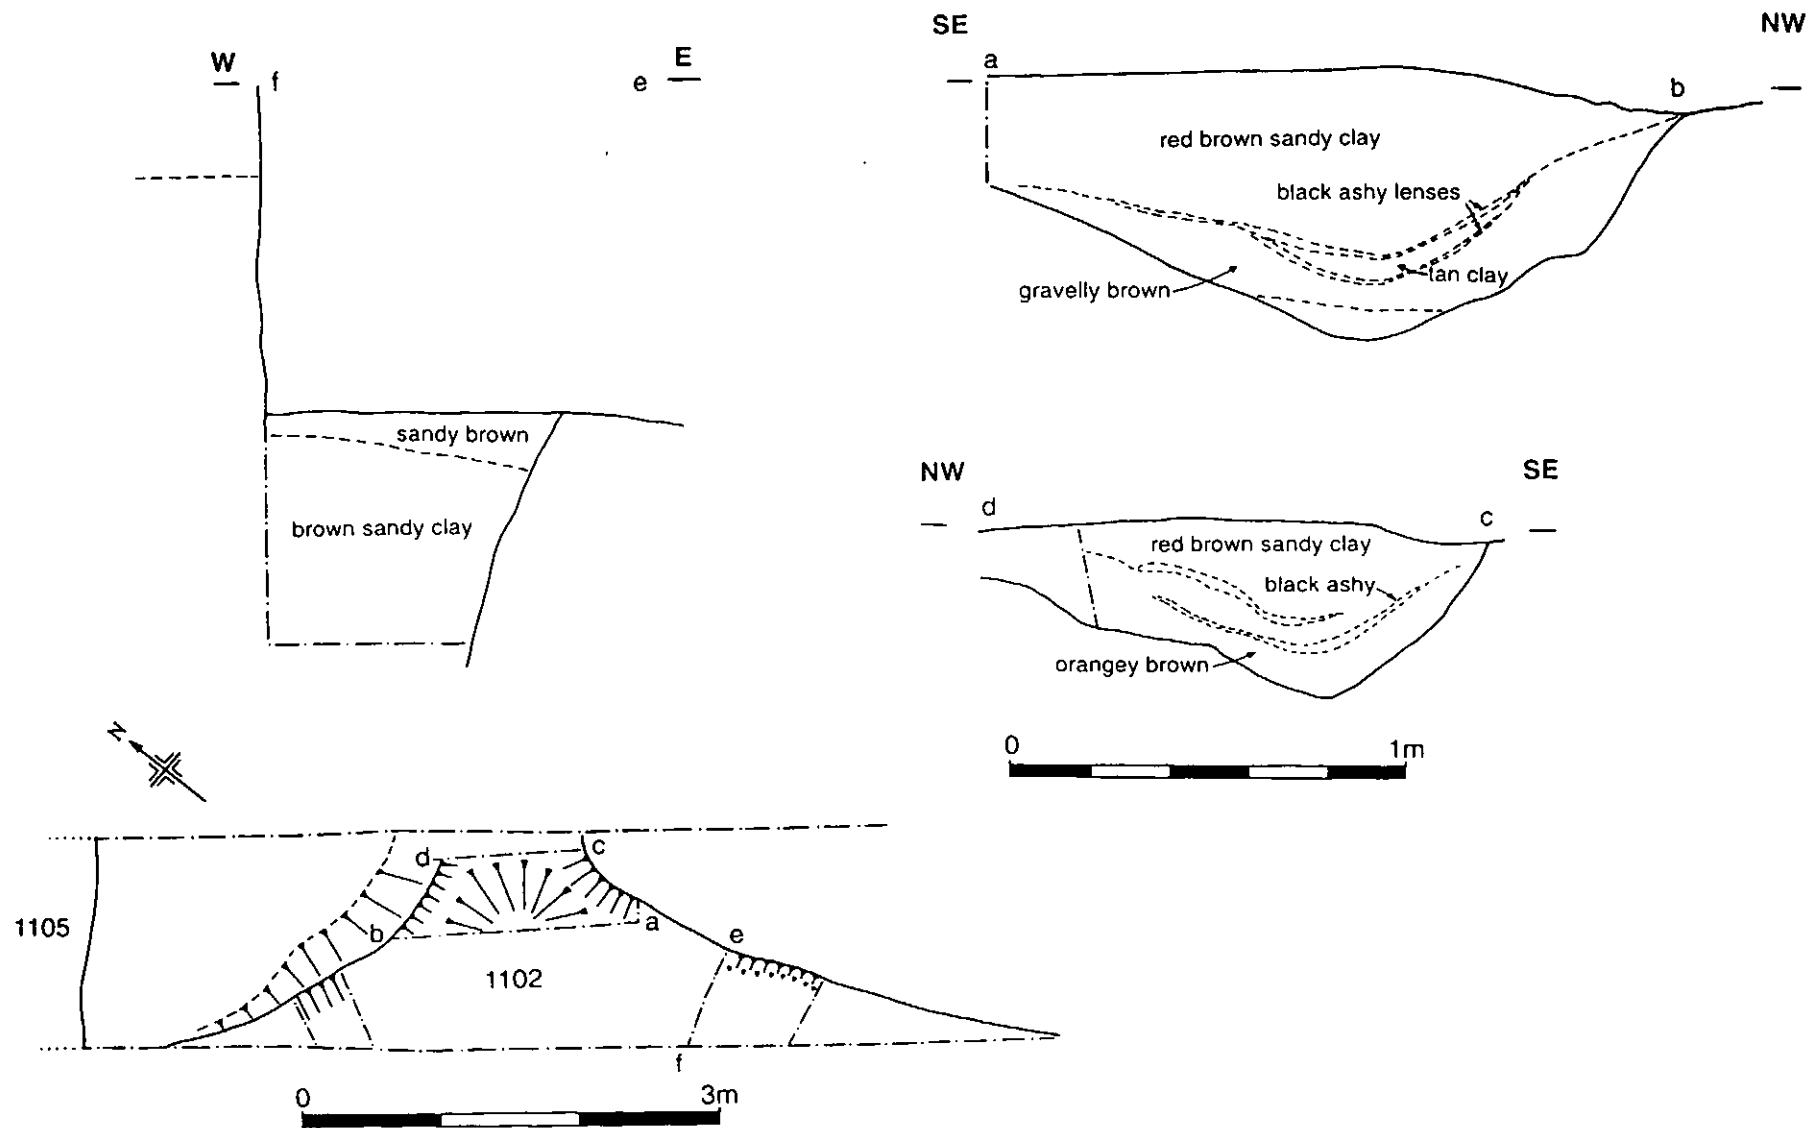 W
E
f
e
sandy brown
brown sandy clay
SE
NW
a
b
red brown sandy clay
black ashy lenses
gravelly brown
tan clay
NW
SE
d
c
red brown sandy clay
black ashy
orangey brown
0 1m
N
1105
d
c
b
a
e
1102
f
0 3m